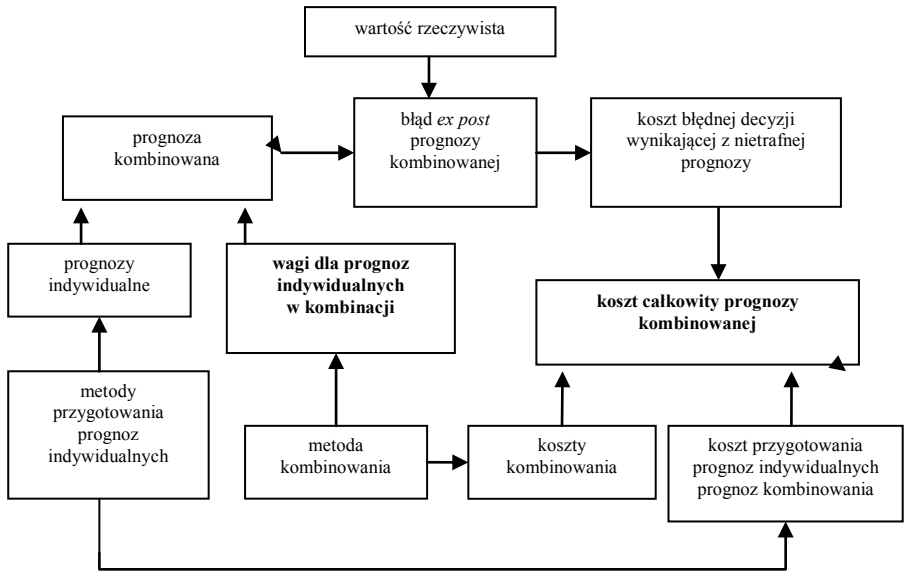 wartość rzeczywista
prognoza
kombinowana
błąd ex post
prognozy
kombinowanej
koszt błędnej decyzji
wynikającej z nietrafnej
prognozy
prognozy
indywidualne
wagi dla prognoz
indywidualnych
w kombinacji
koszt całkowity prognozy
kombinowanej
metody
przygotowania
prognoz
indywidualnych
metoda
kombinowania
koszty
kombinowania
koszt przygotowania
prognoz indywidualnych
prognoz kombinowania